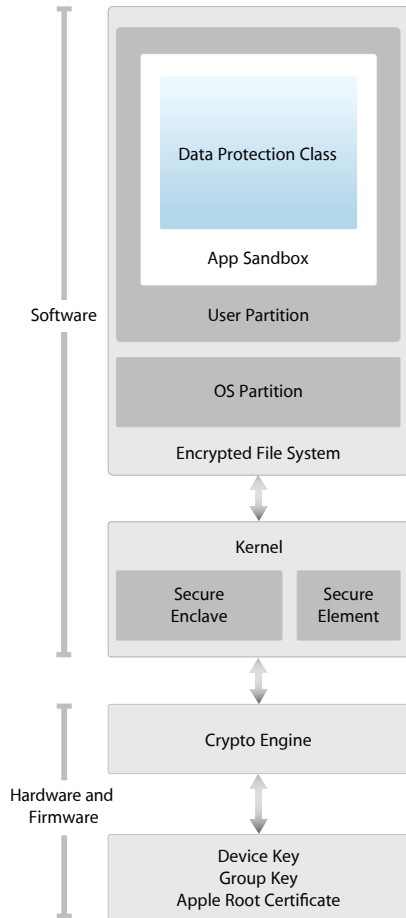 Data Protection Class
App Sandbox
User Partition
OS Partition
Encrypted File System
Software
Kernel
Secure
Enclave
Secure
Element
Crypto Engine
Hardware and
Firmware
Device Key
Group Key
Apple Root Certificate